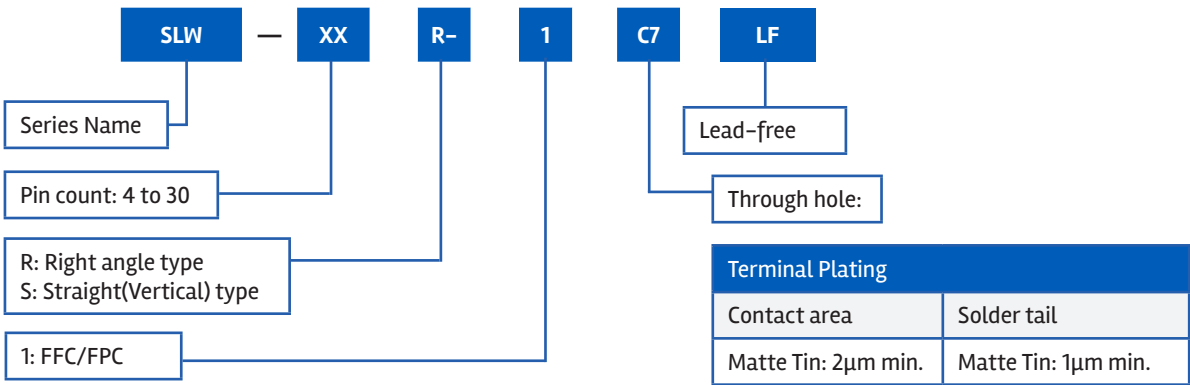 SLW — XX R- 1 C7 LF
Series Name
Lead-free
Pin count: 4 to 30
Through hole:
R: Right angle type
S: Straight(Vertical) type
1: FFC/FPC
Terminal Plating
Contact area Solder tail
Matte Tin: 2µm min. Matte Tin: 1µm min.